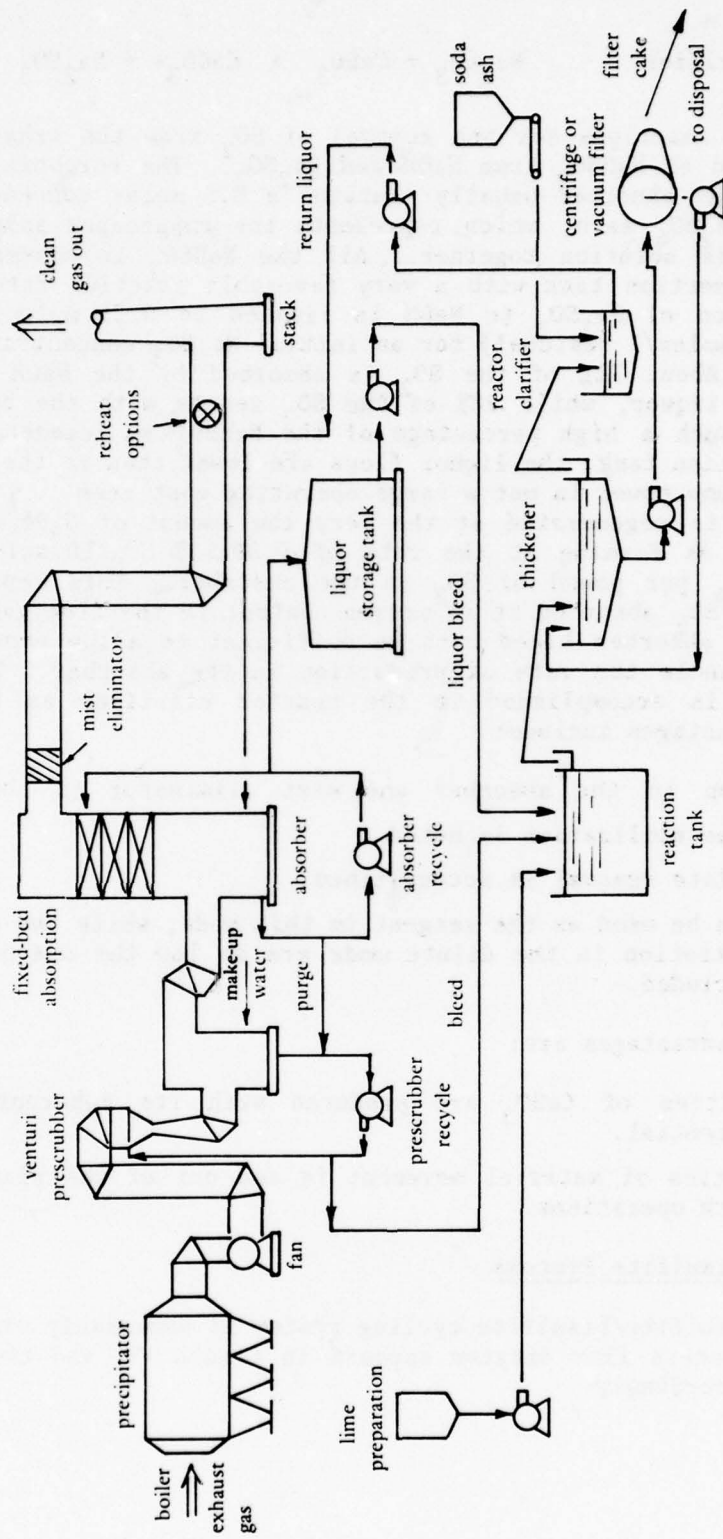 boiler
exhaust
gas
precipitator
fan
venturi
prescrubber
fixed-bed
absorption
mist
eliminator
reheat
options
clean
gas out
stack
make-up
water
absorber
purge
prescrubber
recycle
absorber
recycle
liquor
storage tank
return liquor
soda
ash
bleed
liquor bleed
reactor
clarifier
centrifuge or
vacuum filter
filter
cake
to disposal
thickener
reaction
tank
lime
preparation